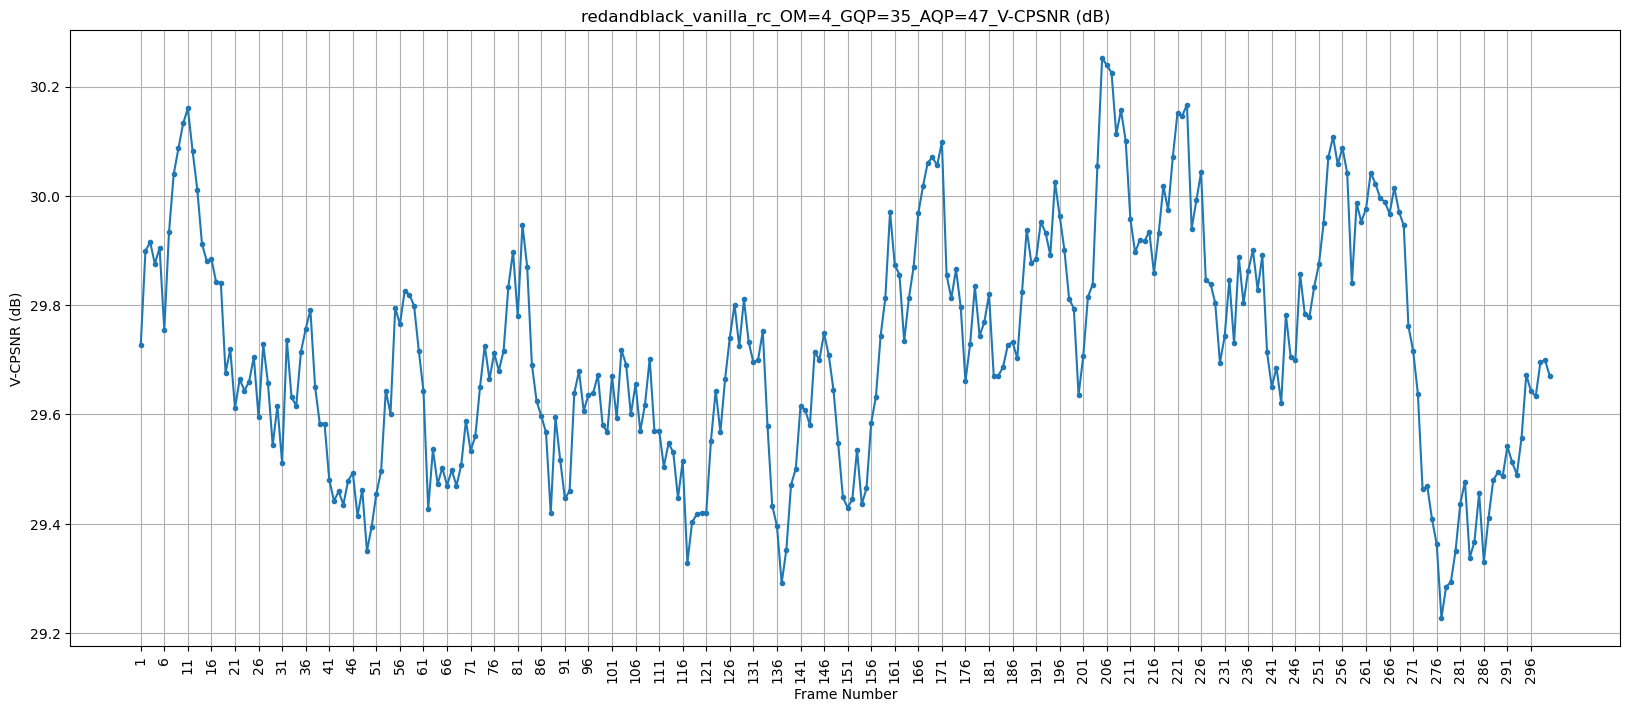 redandblack_vanilla_rc_OM=4_GQP=35_AQP=47_V-CPSNR (dB)
V-CPSNR (dB)
30.2
30.0
29.8
29.6
29.4
29.2
1 6 11 16 21 26 31 36 41 46 51 56 61 66 71 76 81 86 91 96 101 106 111 116 121 126 131 136 141 146 151 156 161 166 171 176 181 186 191 196 201 206 211 216 221 226 231 236 241 246 251 256 261 266 271 276 281 286 291 296
Frame Number